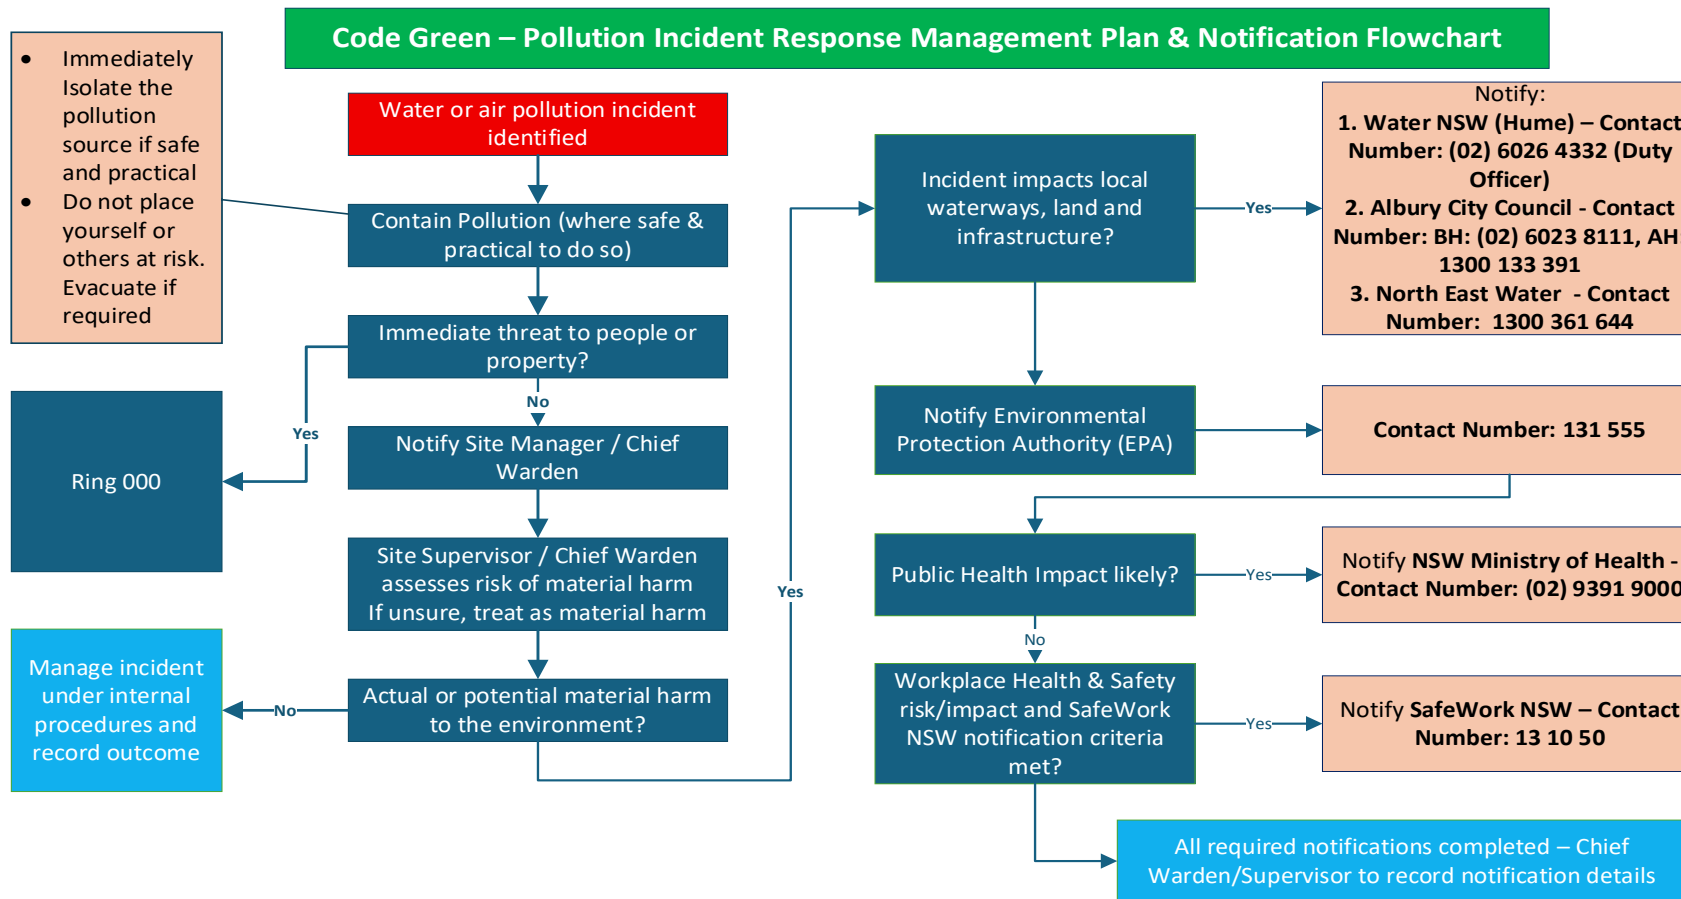 Code Green – Pollution Incident Response Management Plan & Notification Flowchart
• Immediately
Isolate the
pollution
source if safe
and practical
• Do not place
yourself or
others at risk.
Evacuate if
required
Water or air pollution incident
identified
Contain Pollution (where safe &
practical to do so)
Immediate threat to people or
property?
Yes
Ring 000
No
Notify Site Manager / Chief
Warden
Site Supervisor / Chief Warden
assesses risk of material harm
If unsure, treat as material harm
Actual or potential material harm
to the environment?
No
Manage incident
under internal
procedures and
record outcome
Yes
Incident impacts local
waterways, land and
infrastructure?
Yes
Notify:
1. Water NSW (Hume) – Contact
Number: (02) 6026 4332 (Duty
Officer)
2. Albury City Council - Contact
Number: BH: (02) 6023 8111, AH:
1300 133 391
3. North East Water - Contact
Number: 1300 361 644
Notify Environmental
Protection Authority (EPA)
Contact Number: 131 555
Public Health Impact likely?
Yes
Notify NSW Ministry of Health -
Contact Number: (02) 9391 9000
No
Workplace Health & Safety
risk/impact and SafeWork
NSW notification criteria
met?
Yes
Notify SafeWork NSW – Contact
Number: 13 10 50
All required notifications completed – Chief
Warden/Supervisor to record notification details